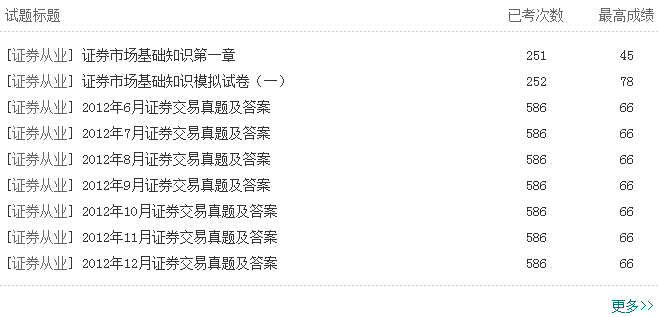 试题标题 已考次数 最高成绩
[证券从业] 证券市场基础知识第一章 251 45
[证券从业] 证券市场基础知识模拟试卷（一） 252 78
[证券从业] 2012年6月证券交易真题及答案 586 66
[证券从业] 2012年7月证券交易真题及答案 586 66
[证券从业] 2012年8月证券交易真题及答案 586 66
[证券从业] 2012年9月证券交易真题及答案 586 66
[证券从业] 2012年10月证券交易真题及答案 586 66
[证券从业] 2012年11月证券交易真题及答案 586 66
[证券从业] 2012年12月证券交易真题及答案 586 66
更多>>